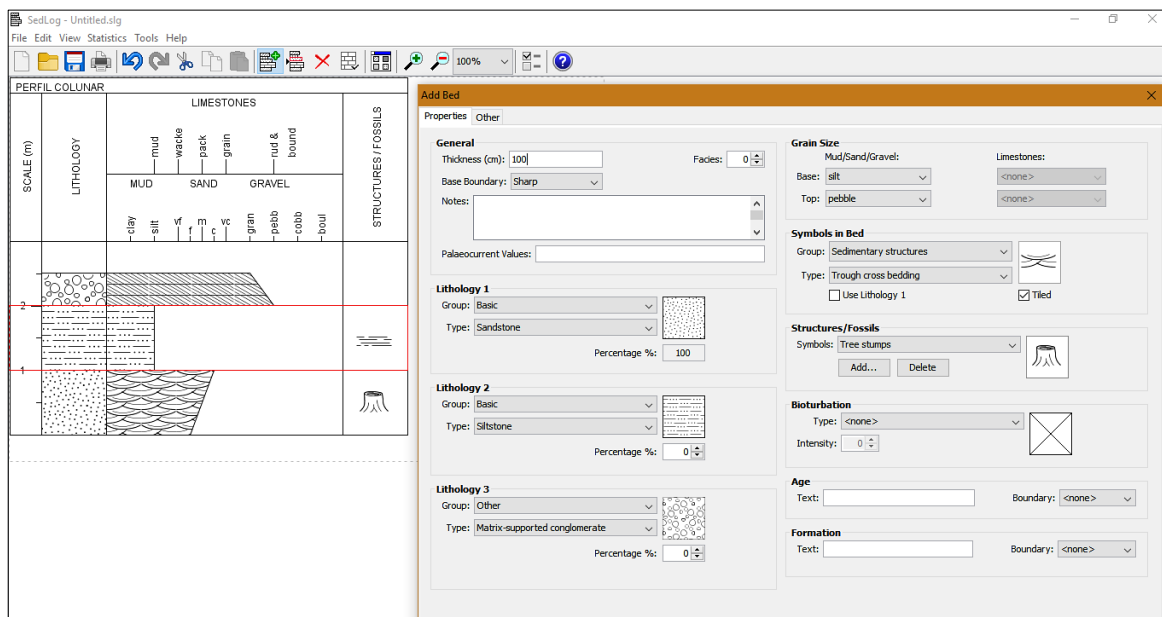 SedLog - Untitled.slg
File Edit View Statistics Tools Help
100%
PERFIL COLUNAR
SCALE (m)
LITHOLOGY
LIMESTONES
mud
wacke
pack
grain
rud &
bound
MUD SAND GRAVEL
clay
silt
vf
f
m
c
vc
gran
pebb
cobb
boul
STRUCTURES / FOSSILS
2
1
Add Bed
Properties Other
General
Thickness (cm): 100 Facies: 0
Base Boundary: Sharp
Notes:
Palaeocurrent Values:
Lithology 1
Group: Basic
Type: Sandstone
Percentage %: 100
Lithology 2
Group: Basic
Type: Siltstone
Percentage %: 0
Lithology 3
Group: Other
Type: Matrix-supported conglomerate
Percentage %: 0
Grain Size
Mud/Sand/Gravel: Limestones:
Base: silt <none>
Top: pebble <none>
Symbols in Bed
Group: Sedimentary structures
Type: Trough cross bedding
Use Lithology 1 Tiled
Structures/Fossils
Symbols: Tree stumps
Add... Delete
Bioturbation
Type: <none>
Intensity: 0
Age
Text: Boundary: <none>
Formation
Text: Boundary: <none>